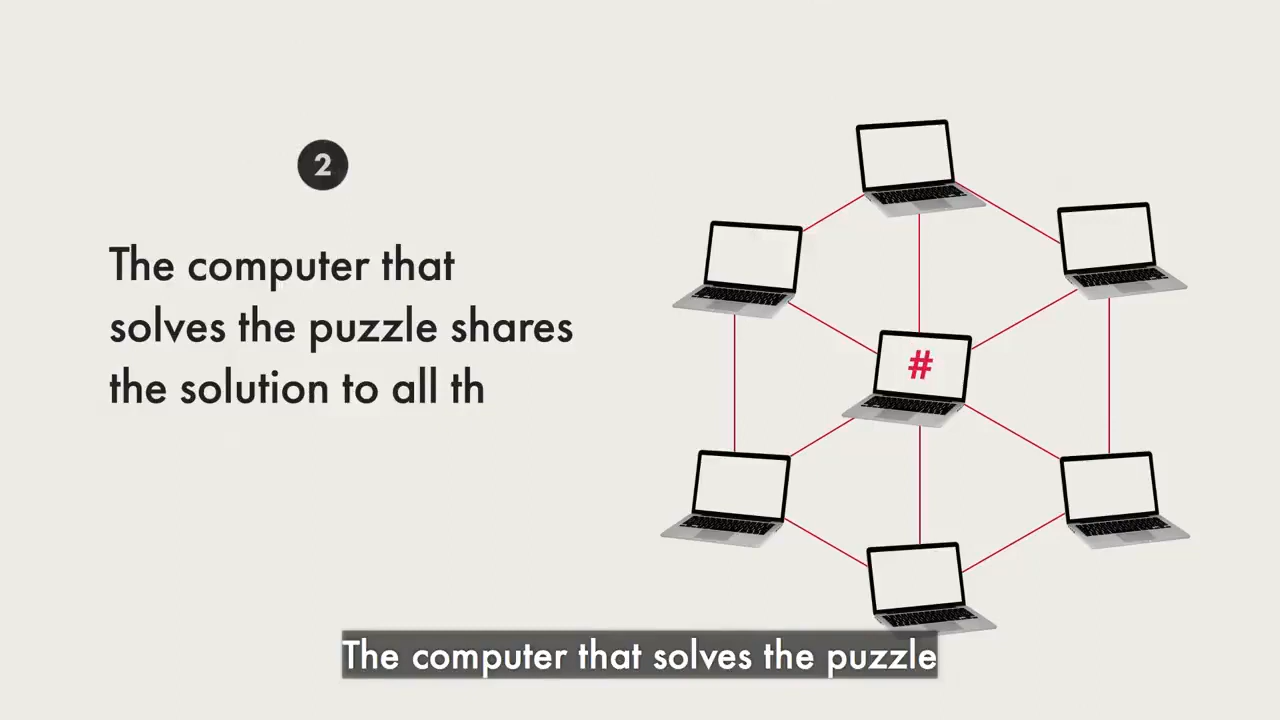 2
The computer that
solves the puzzle shares
the solution to all th
#
The computer that solves the puzzle